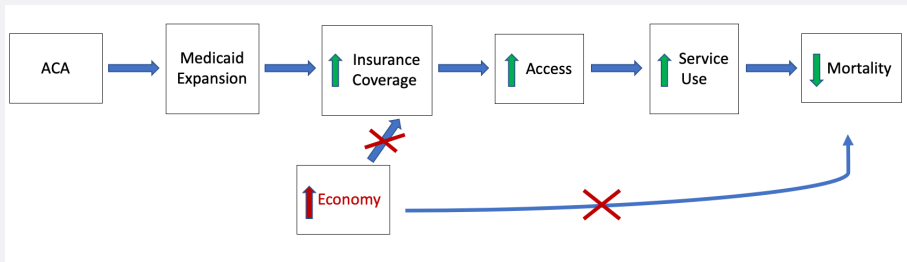 ACA
Medicaid
Expansion
Insurance
Coverage
Access
Service
Use
Mortality
Economy